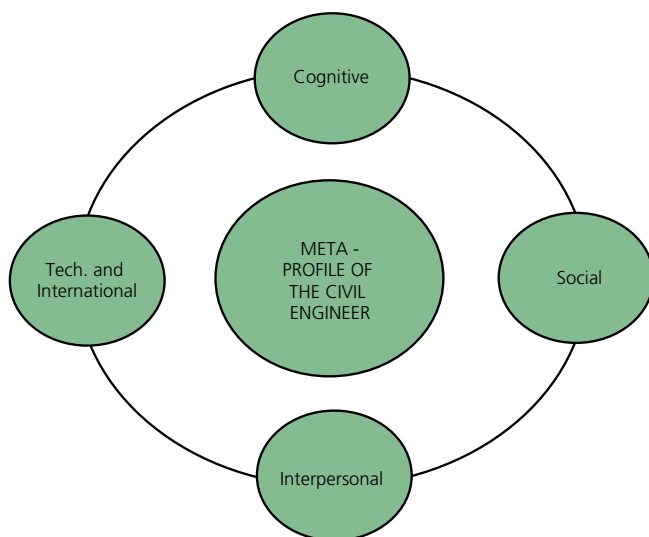 Cognitive
META -
PROFILE OF
THE CIVIL
ENGINEER
Tech. and
International
Social
Interpersonal